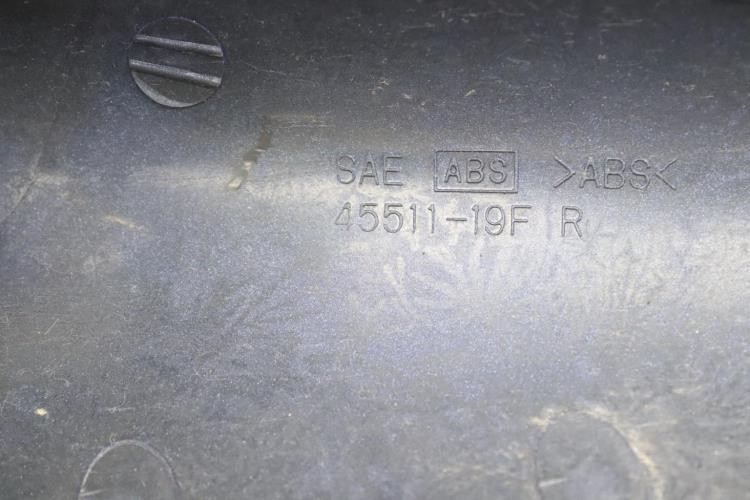 SAE ABS >ABS<
45511-19F R